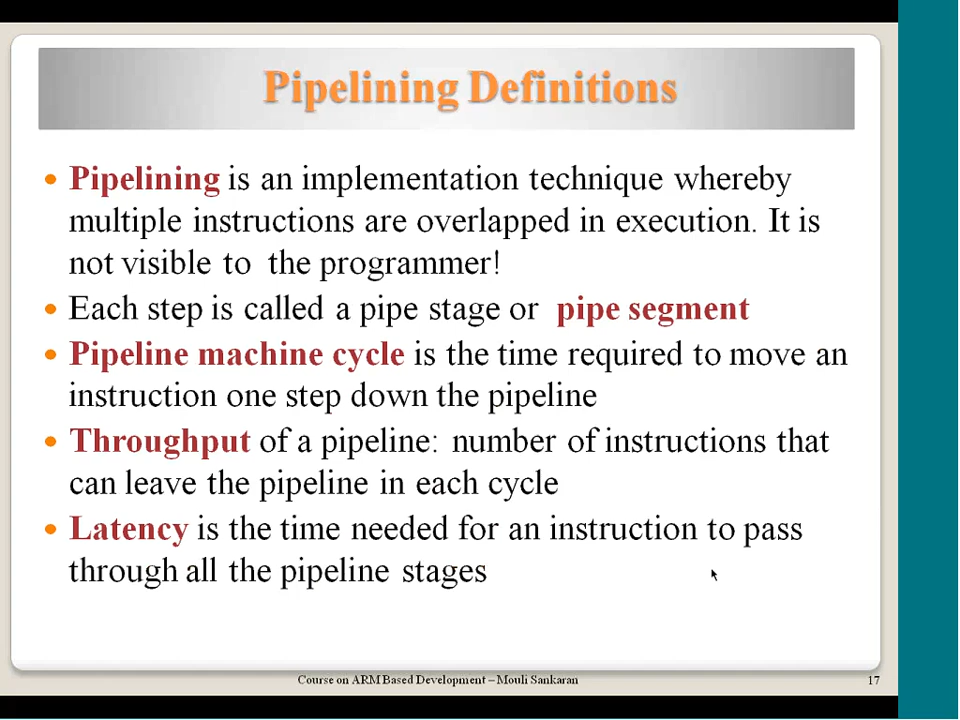 Pipelining Definitions
• Pipelining is an implementation technique whereby
multiple instructions are overlapped in execution. It is
not visible to the programmer!
• Each step is called a pipe stage or pipe segment
• Pipeline machine cycle is the time required to move an
instruction one step down the pipeline
• Throughput of a pipeline: number of instructions that
can leave the pipeline in each cycle
• Latency is the time needed for an instruction to pass
through all the pipeline stages
Course on ARM Based Development – Mouli Sankaran
17